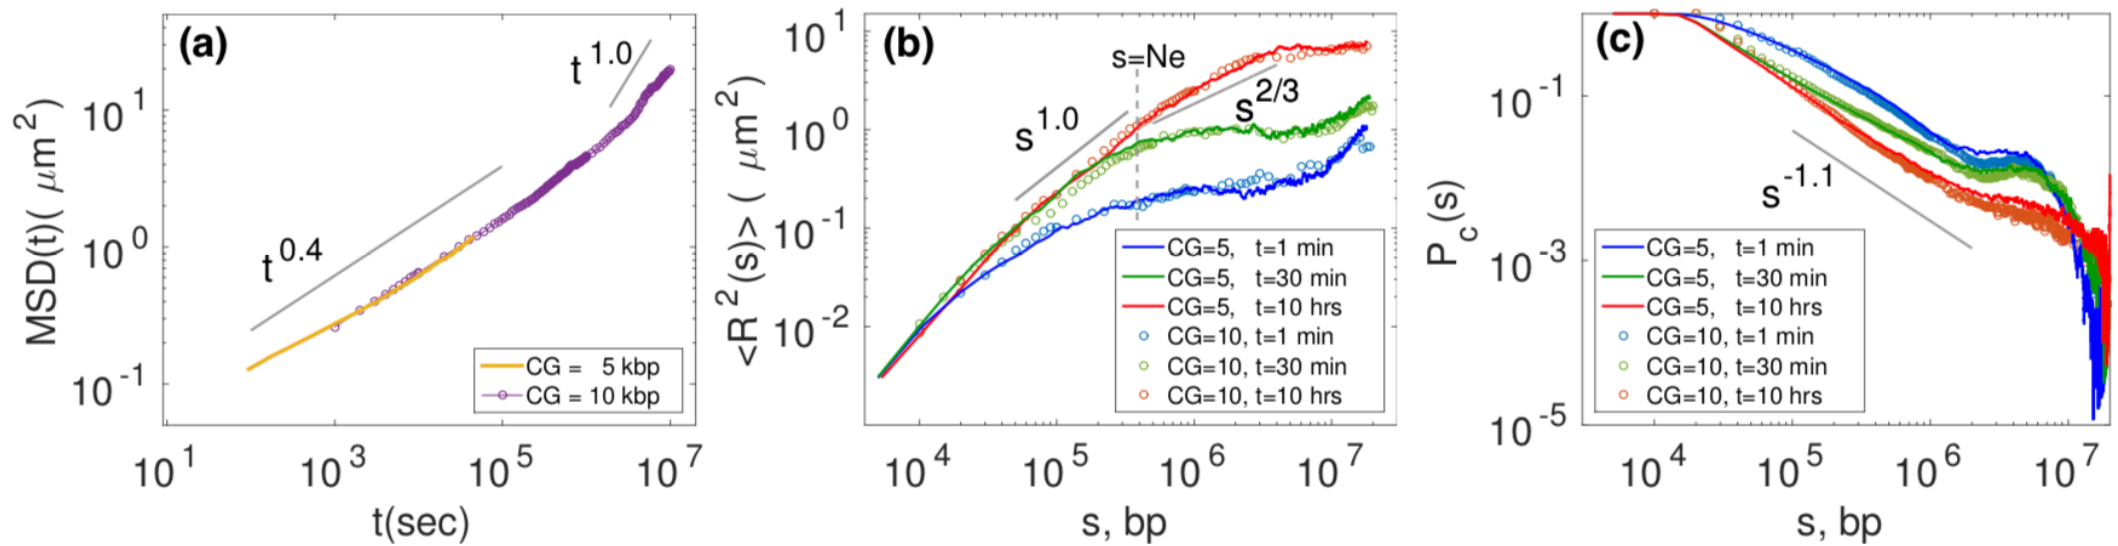 (a)
t^1.0
t^0.4
MSD(t)( μm^2)
10^1
10^0
10^-1
CG = 5 kbp
CG = 10 kbp
10^1 10^3 10^5 10^7
t(sec)
(b)
s=Ne
s^1.0
s^2/3
<R^2(s)> ( μm^2)
10^1
10^0
10^-1
10^-2
CG=5, t=1 min
CG=5, t=30 min
CG=5, t=10 hrs
CG=10, t=1 min
CG=10, t=30 min
CG=10, t=10 hrs
10^4 10^5 10^6 10^7
s, bp
(c)
s^-1.1
P_c(s)
10^-1
10^-3
10^-5
CG=5, t=1 min
CG=5, t=30 min
CG=5, t=10 hrs
CG=10, t=1 min
CG=10, t=30 min
CG=10, t=10 hrs
10^4 10^5 10^6 10^7
s, bp